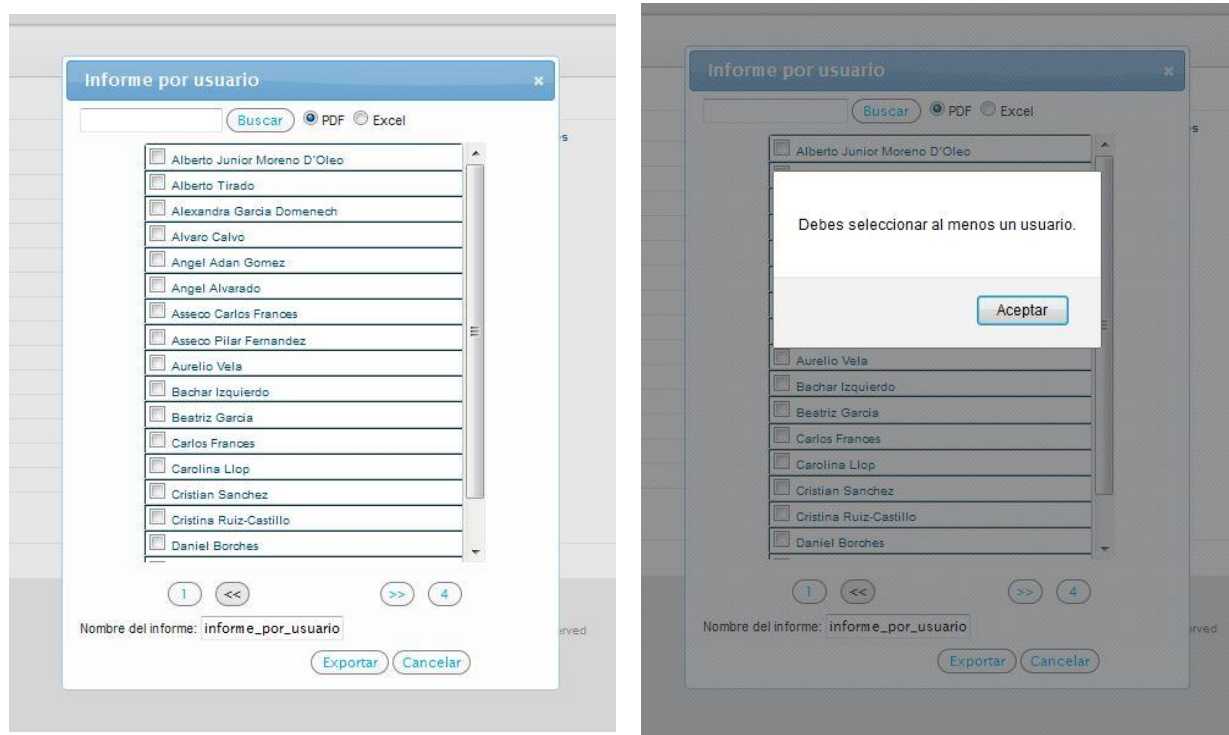 Informe por usuario x
Buscar PDF Excel
s
Alberto Junior Moreno D'Oleo
Alberto Tirado
Alexandra Garcia Domenech
Alvaro Calvo
Angel Adan Gomez
Angel Alvarado
Asseco Carlos Frances
Asseco Pilar Fernandez
Aurelio Vela
Bachar Izquierdo
Beatriz Garcia
Carlos Frances
Carolina Llop
Cristian Sanchez
Cristina Ruiz-Castillo
Daniel Borches
1 << >> 4
Nombre del informe: informe_por_usuario erved
Exportar Cancelar
Informe por usuario x
Buscar PDF Excel
s
Alberto Junior Moreno D'Oleo
Debes seleccionar al menos un usuario.
Aceptar
Aurelio Vela
Bachar Izquierdo
Beatriz Garcia
Carlos Frances
Carolina Llop
Cristian Sanchez
Cristina Ruiz-Castillo
Daniel Borches
1 << >> 4
Nombre del informe: informe_por_usuario erved
Exportar Cancelar